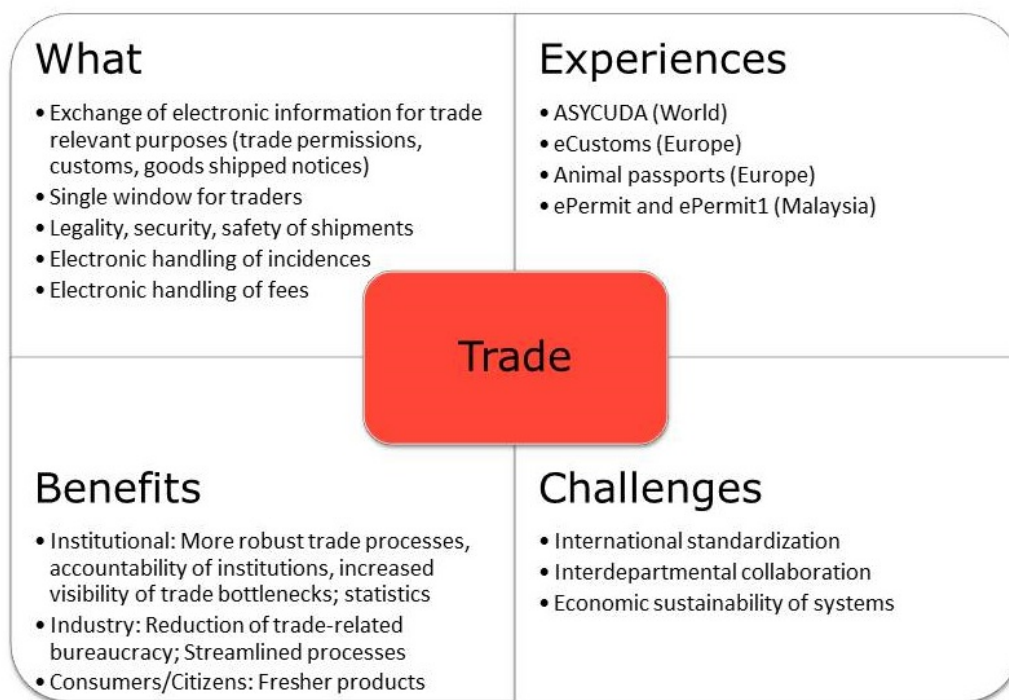 What
• Exchange of electronic information for trade
relevant purposes (trade permissions,
customs, goods shipped notices)
• Single window for traders
• Legality, security, safety of shipments
• Electronic handling of incidences
• Electronic handling of fees
Experiences
• ASYCUDA (World)
• eCustoms (Europe)
• Animal passports (Europe)
• ePermit and ePermit1 (Malaysia)
Trade
Benefits
• Institutional: More robust trade processes,
accountability of institutions, increased
visibility of trade bottlenecks; statistics
• Industry: Reduction of trade-related
bureaucracy; Streamlined processes
• Consumers/Citizens: Fresher products
Challenges
• International standardization
• Interdepartmental collaboration
• Economic sustainability of systems